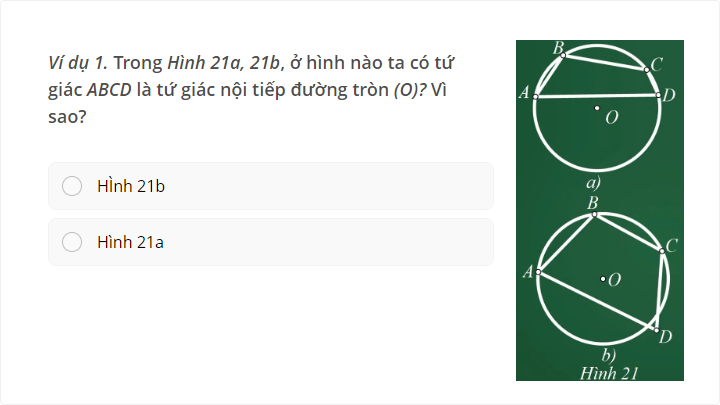 Ví dụ 1. Trong Hình 21a, 21b, ở hình nào ta có tứ
giác ABCD là tứ giác nội tiếp đường tròn (O)? Vì
sao?
HÌnh 21b
Hình 21a
B
C
A
D
O
a)
B
C
A
O
D
b)
Hình 21